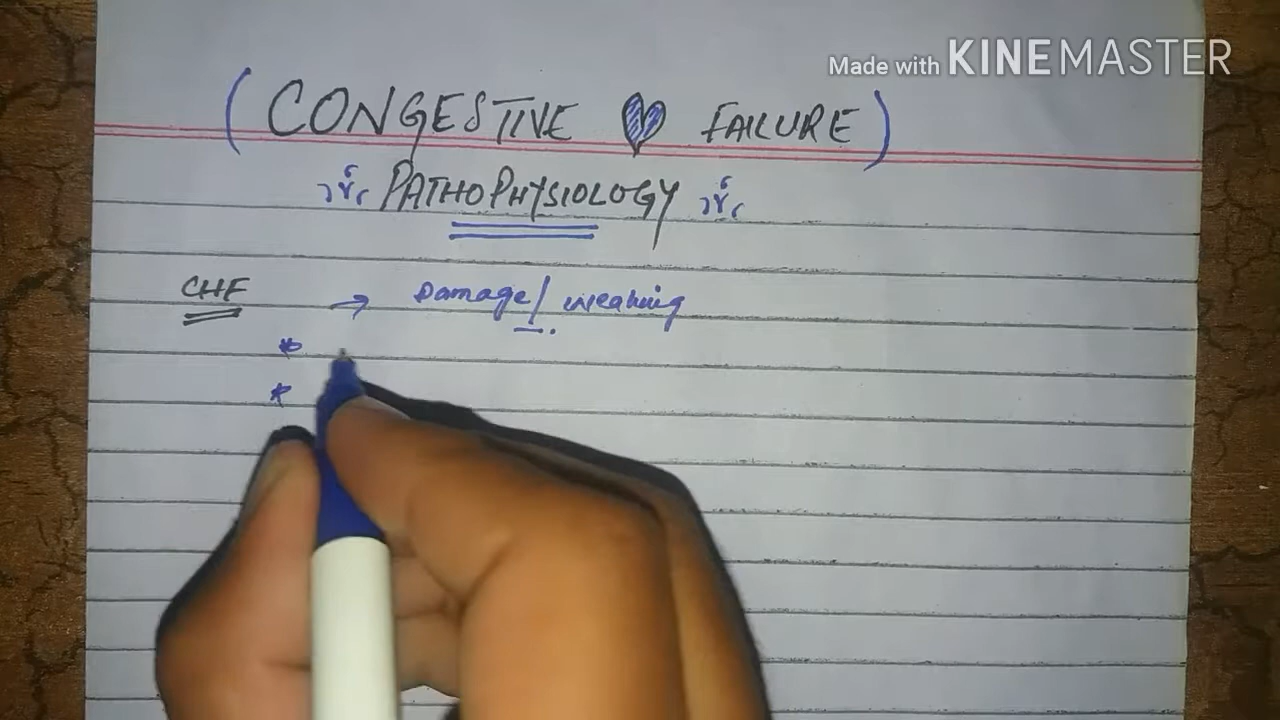 Made with KINEMASTER
(CONGESTIVE FAILURE)
PATHOPHYSIOLOGY
CHF → Damage/ weaking
*
*